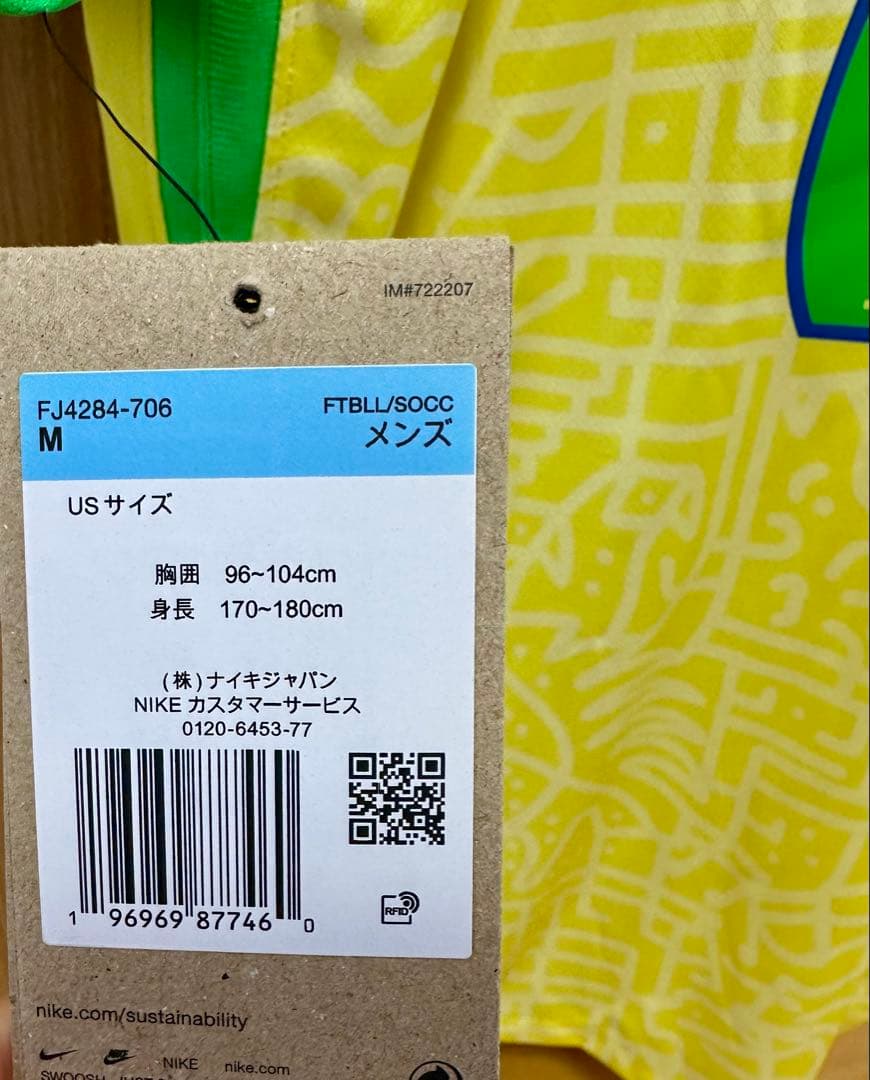 IM#722207
FJ4284-706 FTBLL/SOCC
M メンズ
USサイズ
胸囲 96~104cm
身長 170~180cm
(株)ナイキジャパン
NIKE カスタマーサービス
0120-6453-77
1 96969 87746 0
RFID
nike.com/sustainability
NIKE nike.com
SWOOSH